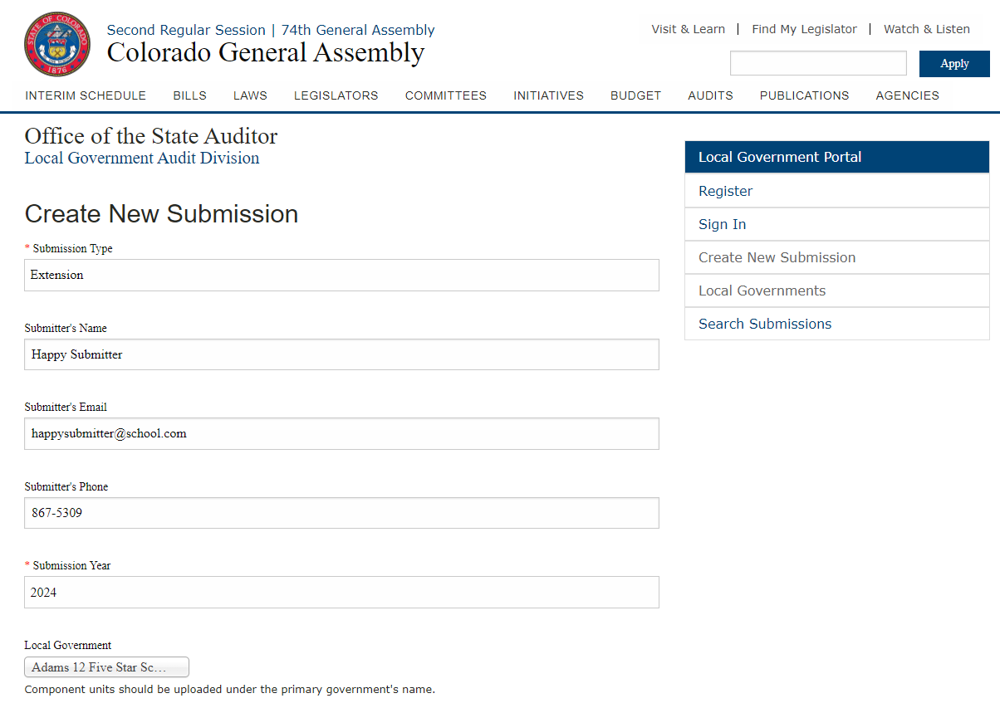 STATE OF COLORADO
1876
Second Regular Session | 74th General Assembly
Colorado General Assembly
Visit & Learn | Find My Legislator | Watch & Listen
Apply
INTERIM SCHEDULE BILLS LAWS LEGISLATORS COMMITTEES INITIATIVES BUDGET AUDITS PUBLICATIONS AGENCIES
Office of the State Auditor
Local Government Audit Division
Create New Submission
* Submission Type
Extension
Submitter's Name
Happy Submitter
Submitter's Email
happysubmitter@school.com
Submitter's Phone
867-5309
* Submission Year
2024
Local Government
Adams 12 Five Star Sc...
Component units should be uploaded under the primary government's name.
Local Government Portal
Register
Sign In
Create New Submission
Local Governments
Search Submissions